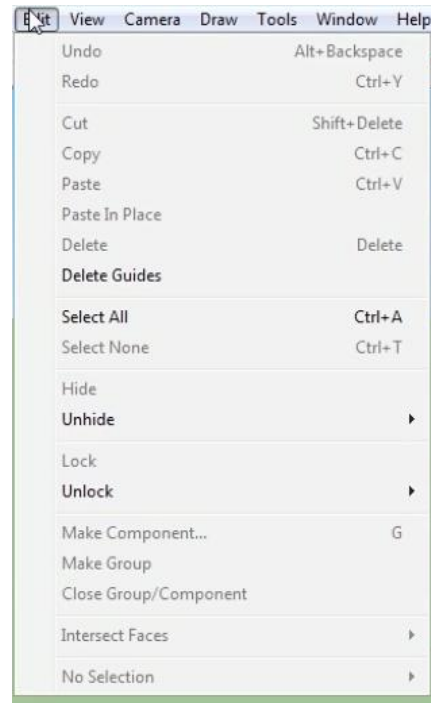 Edit View Camera Draw Tools Window Help
Undo Alt+Backspace
Redo Ctrl+Y
Cut Shift+Delete
Copy Ctrl+C
Paste Ctrl+V
Paste In Place
Delete Delete
Delete Guides
Select All Ctrl+A
Select None Ctrl+T
Hide
Unhide
Lock
Unlock
Make Component... G
Make Group
Close Group/Component
Intersect Faces
No Selection